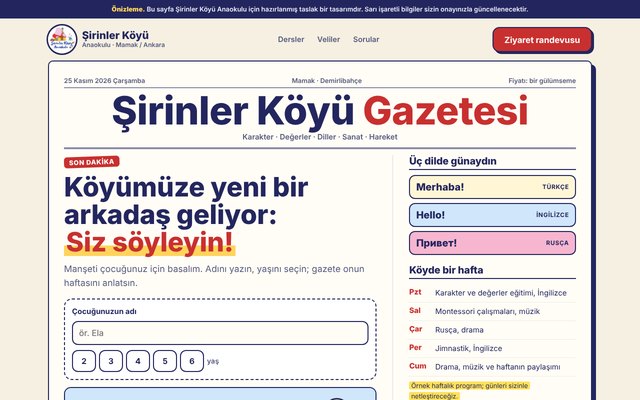 Önizleme. Bu sayfa Şirinler Köyü Anaokulu için hazırlanmış taslak bir tasarımdır. Sarı işaretli bilgiler sizin onayınızla güncellenecektir.
Şirinler Köyü
Anaokulu · Mamak / Ankara
Dersler Veliler Sorular
Ziyaret randevusu
25 Kasım 2026 Çarşamba
Mamak · Demirlibahçe
Fiyatı: bir gülümseme
Şirinler Köyü Gazetesi
Karakter · Değerler · Diller · Sanat · Hareket
SON DAKİKA
Köyümüze yeni bir
arkadaş geliyor:
Siz söyleyin!
Manşeti çocuğunuz için basalım. Adını yazın, yaşını seçin; gazete onun
haftasını anlatsın.
Çocuğunuzun adı
ör. Ela
2 3 4 5 6 yaş
Üç dilde günaydın
Merhaba! TÜRKÇE
Hello! İNGİLİZCE
Привет! RUSÇA
Köyde bir hafta
Pzt Karakter ve değerler eğitimi, İngilizce
Sal Montessori çalışmaları, müzik
Çar Rusça, drama
Per Jimnastik, İngilizce
Cum Drama, müzik ve haftanın paylaşımı
Örnek haftalık program; günleri sizinle
netleştireceğiz.